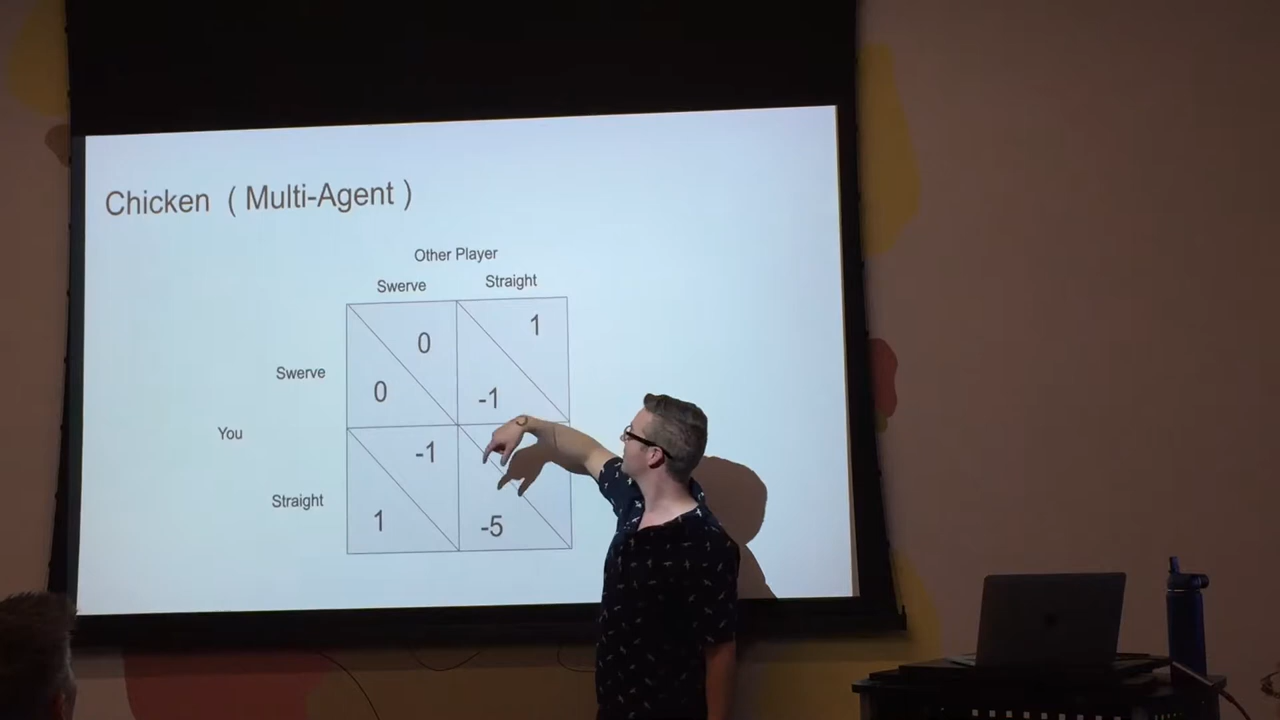 Chicken ( Multi-Agent )
Other Player
Swerve Straight
0 1
Swerve
0 -1
You
-1
Straight
1 -5